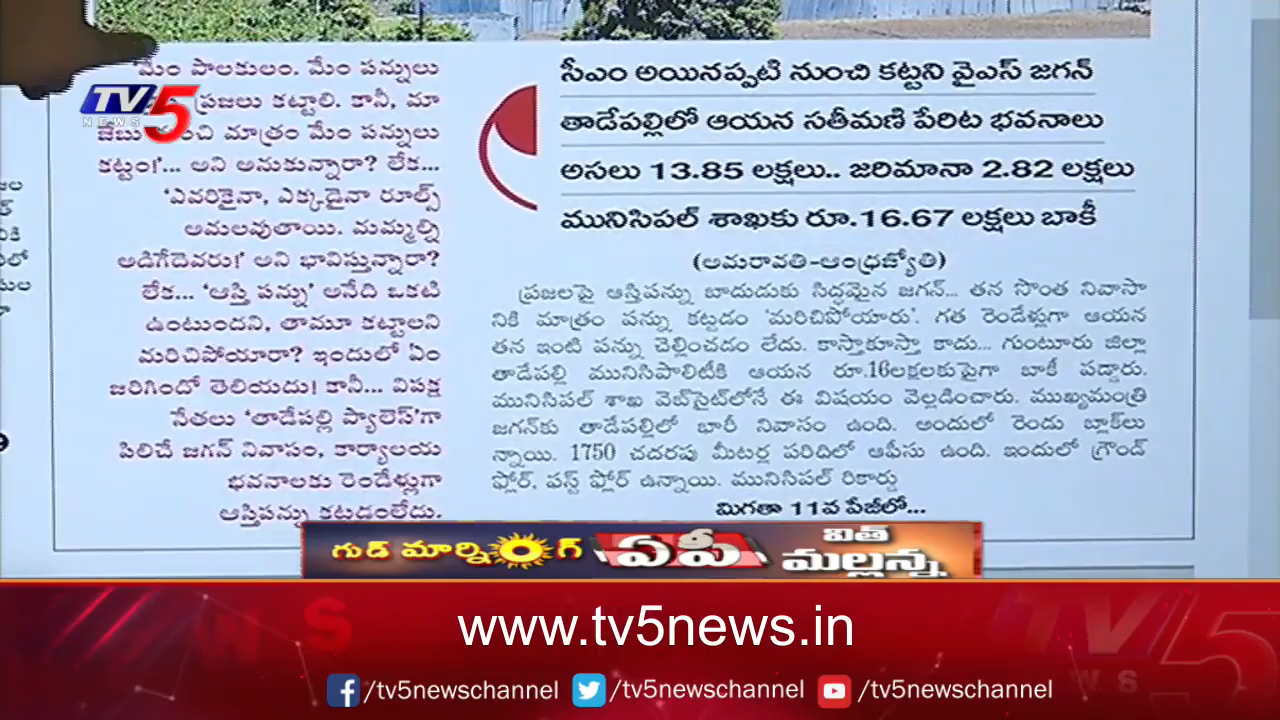 'మేం పాలకులం. మేం పన్నులు
ప్రజలు కట్టాలి. కానీ, మా
జేబు నుంచి మాత్రం మేం పన్నులు
కట్టం!'... అని అనుకున్నారా? లేక...
'ఎవరికైనా, ఎక్కడైనా రూల్స్
అమలవుతాయి. మమ్మల్ని
అడిగేదెవరు!' అని భావిస్తున్నారా?
లేక... 'ఆస్తి పన్ను' అనేది ఒకటి
ఉంటుందని, తామూ కట్టాలని
మరిచిపోయారా? ఇందులో ఏం
జరిగిందో తెలియదు! కానీ... విపక్ష
నేతలు 'తాడేపల్లి ప్యాలెస్'గా
పిలిచే జగన్ నివాసం, కార్యాలయ
భవనాలకు రెండేళ్లుగా
ఆస్తిపన్ను కట్టడంలేదు.
సీఎం అయినప్పటి నుంచి కట్టని వైఎస్ జగన్
తాడేపల్లిలో ఆయన సతీమణి పేరిట భవనాలు
అసలు 13.85 లక్షలు.. జరిమానా 2.82 లక్షలు
మునిసిపల్ శాఖకు రూ.16.67 లక్షలు బాకీ
(అమరావతి-ఆంధ్రజ్యోతి)
ప్రజలపై ఆస్తిపన్ను బాదుడుకు సిద్ధమైన జగన్... తన సొంత నివాసా
నికి మాత్రం పన్ను కట్టడం 'మరిచిపోయారు'. గత రెండేళ్లుగా ఆయన
తన ఇంటి పన్ను చెల్లించడం లేదు. కాస్తాకూస్తా కాదు... గుంటూరు జిల్లా
తాడేపల్లి మునిసిపాలిటీకి ఆయన రూ.16లక్షలకుపైగా బాకీ పడ్డారు.
మునిసిపల్ శాఖ వెబ్‌సైట్‌లోనే ఈ విషయం వెల్లడించారు. ముఖ్యమంత్రి
జగన్‌కు తాడేపల్లిలో భారీ నివాసం ఉంది. అందులో రెండు బ్లాక్‌లు
న్నాయి. 1750 చదరపు మీటర్ల పరిధిలో ఆఫీసు ఉంది. ఇందులో గ్రౌండ్
ఫ్లోర్, ఫస్ట్ ఫ్లోర్ ఉన్నాయి. మునిసిపల్ రికార్డు
మిగతా 11వ పేజీలో...
TV5
NEWS
గుడ్ మార్నింగ్ ఏపీ విత్ మల్లన్న
www.tv5news.in
/tv5newschannel /tv5newschannel /tv5newschannel